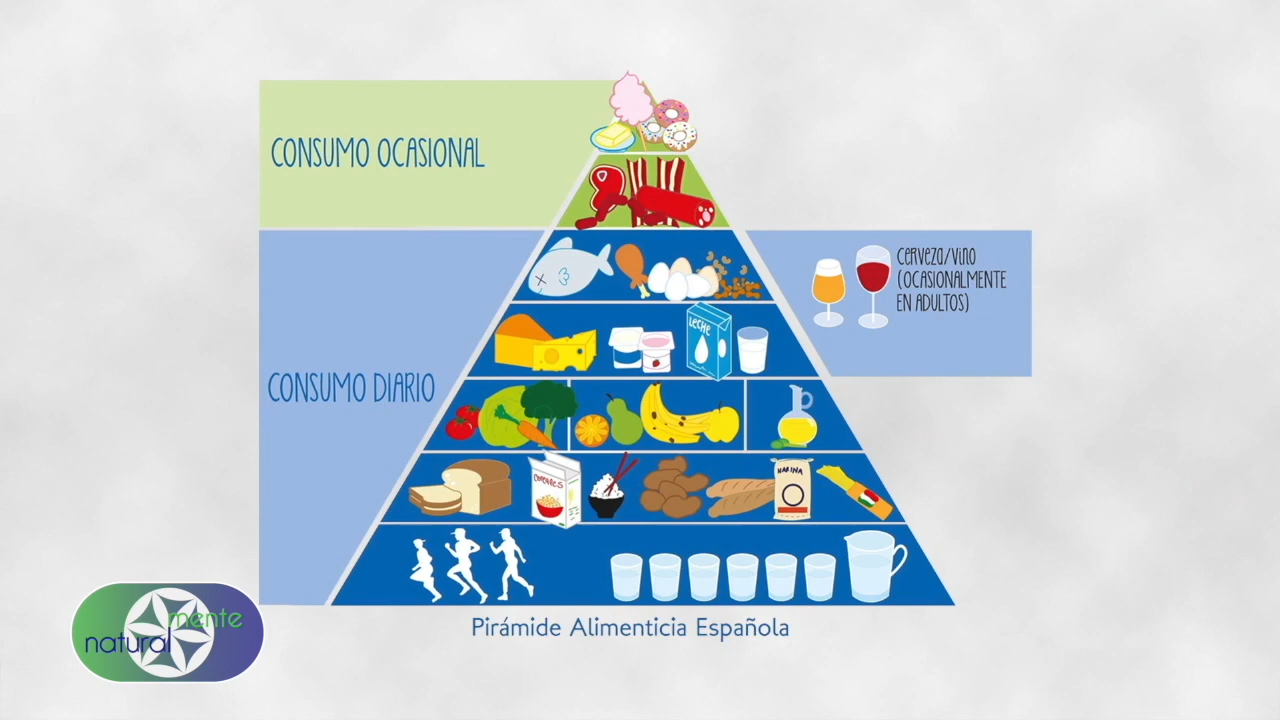 CONSUMO OCASIONAL
cerveza/vino
(OCASIONALMENTE
EN ADULTOS)
LECHE
CONSUMO DIARIO
CEREALES
HARINA
Pirámide Alimenticia Española
mente
natural